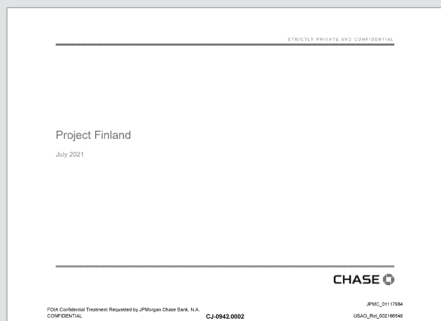 STRICTLY PRIVATE AND CONFIDENTIAL
Project Finland
July 2021
CHASE
JPMC_01117984
FOIA Confidential Treatment Requested by JPMorgan Chase Bank, N.A.
CONFIDENTIAL
CJ-0942.0002
USAO_Rel_002166548